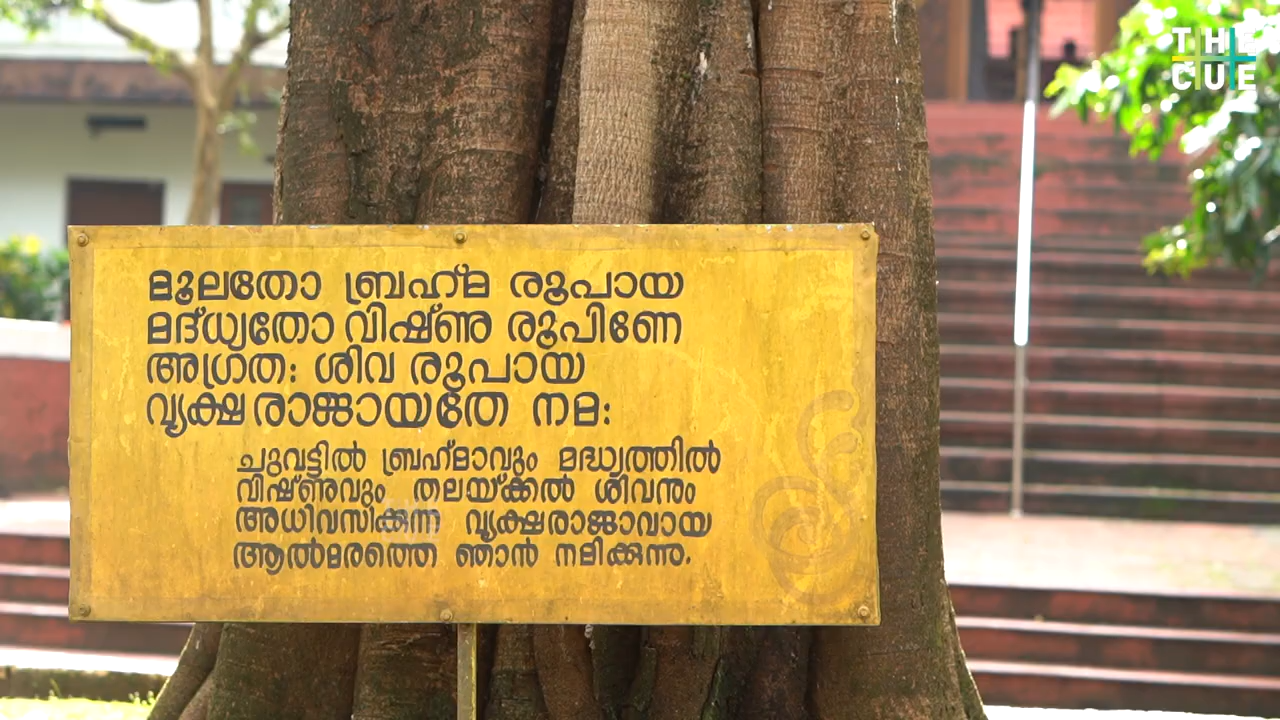 മൂലതോ ബ്രഹ്മ രൂപായ
മദ്ധ്യതോ വിഷ്ണു രൂപിണേ
അഗ്രത: ശിവ രൂപായ
വൃക്ഷ രാജായതേ നമ:
ചുവട്ടിൽ ബ്രഹ്മാവും മദ്ധ്യത്തിൽ
വിഷ്ണുവും തലയ്ക്കൽ ശിവനും
അധിവസിക്കുന്ന വൃക്ഷരാജാവായ
ആൽമരത്തെ ഞാൻ നമിക്കുന്നു.
THE
CUE